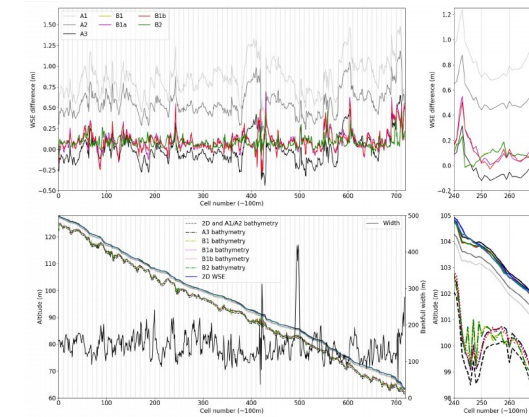 A1 B1 B1b
A2 B1a B2
A3
1.50
1.25
1.00
0.75
0.50
0.25
0.00
−0.25
−0.50
WSE difference (m)
0 100 200 300 400 500 600 700
Cell number (~100m)
1.2
1.0
0.8
0.6
0.4
0.2
0.0
−0.2
WSE difference (m)
240 250 260
Cell number (~100m)
120
110
100
90
80
70
60
Altitude (m)
2D and A1/A2 bathymetry
A3 bathymetry
B1 bathymetry
B1a bathymetry
B1b bathymetry
B2 bathymetry
2D WSE
Width
500
400
300
200
100
0
Bankfull width (m)
0 100 200 300 400 500 600 700
Cell number (~100m)
105
104
103
102
101
100
99
98
Altitude (m)
240 250 260
Cell number (~100m)